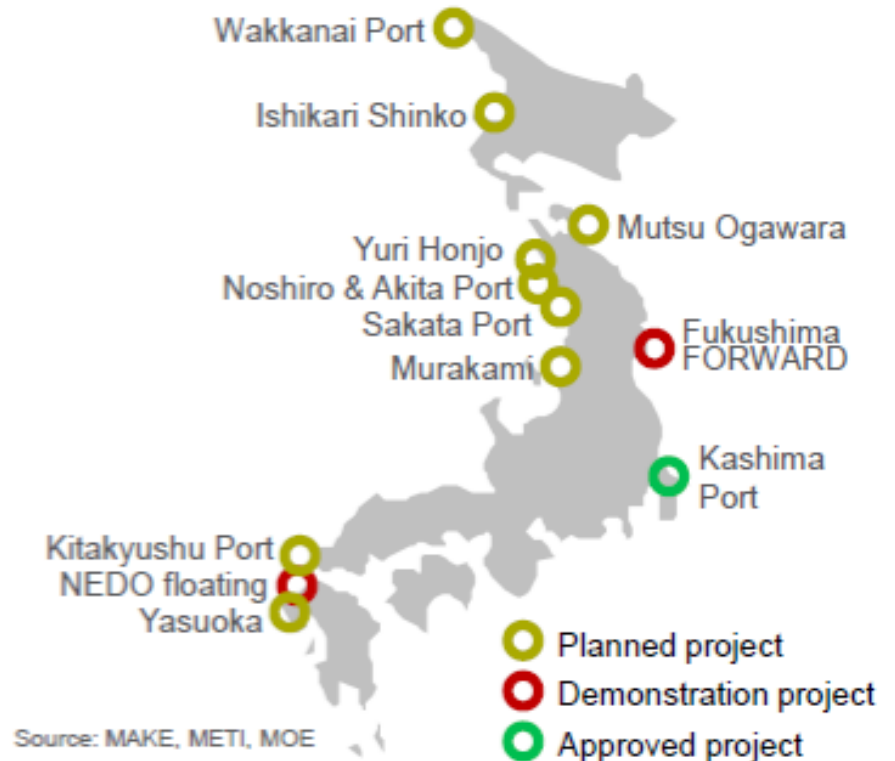 Wakkanai Port
Ishikari Shinko
Mutsu Ogawara
Yuri Honjo
Noshiro & Akita Port
Sakata Port
Fukushima
FORWARD
Murakami
Kashima
Port
Kitakyushu Port
NEDO floating
Yasuoka
Planned project
Demonstration project
Approved project
Source: MAKE, METI, MOE